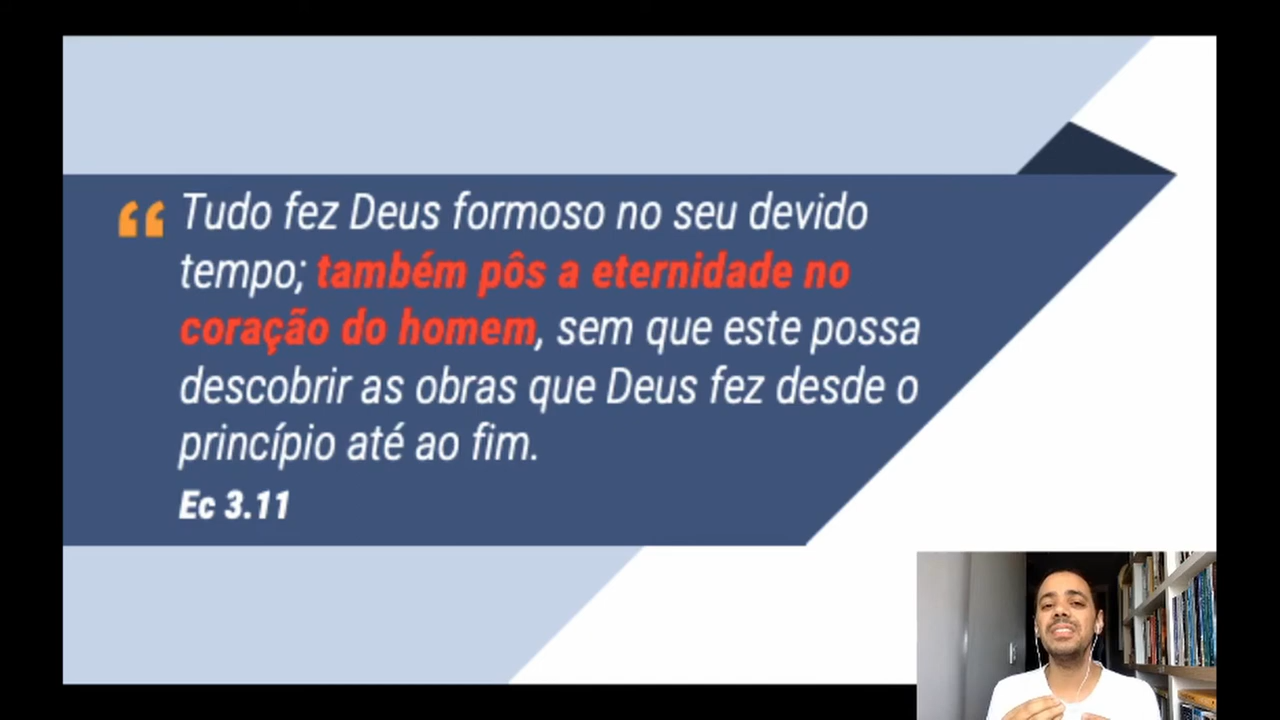 “Tudo fez Deus formoso no seu devido
tempo; também pôs a eternidade no
coração do homem, sem que este possa
descobrir as obras que Deus fez desde o
princípio até ao fim.
Ec 3.11